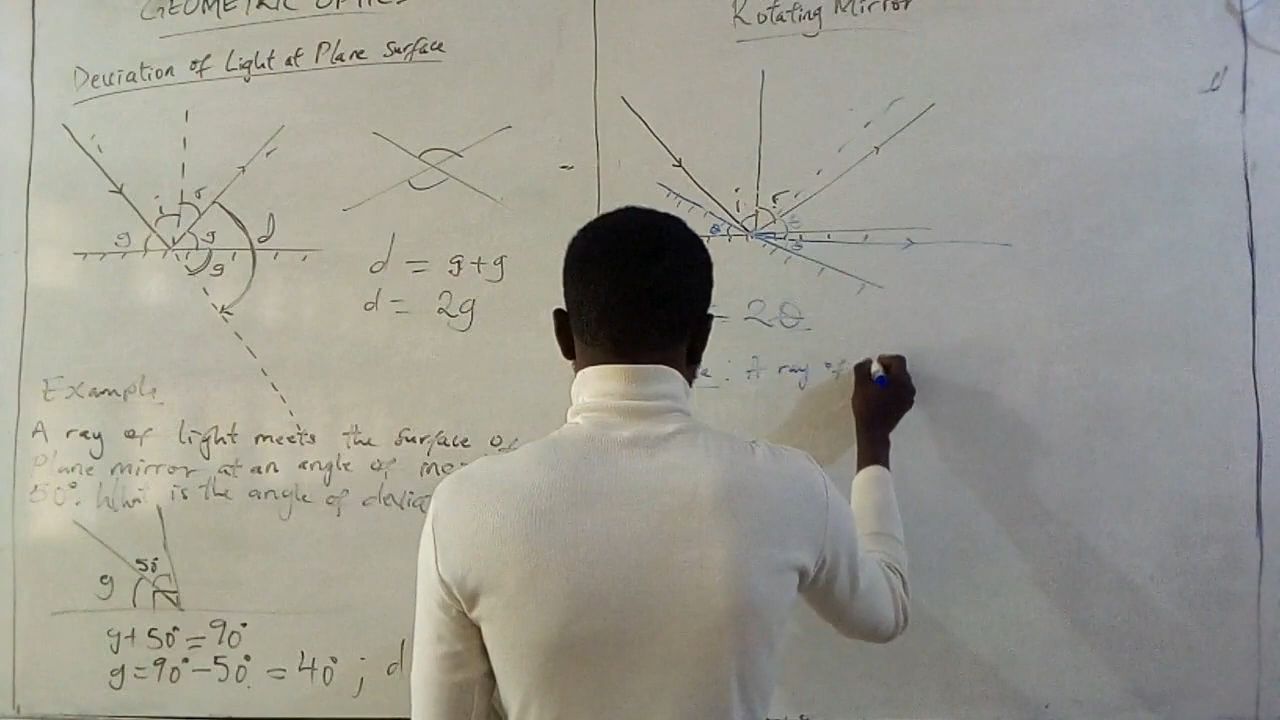 GEOMETRIC OPTICS
Deviation of Light at Plane Surface
i r
r
g g d
g
d = g+g
d = 2g
Example
A ray of light meets the surface of
Plane mirror at an angle of
50°. What is the angle of
50°
g
g+50°=90°
g=90°-50° = 40° ; d
Rotating Mirror
i r
θ
= 2θ
: A ray of